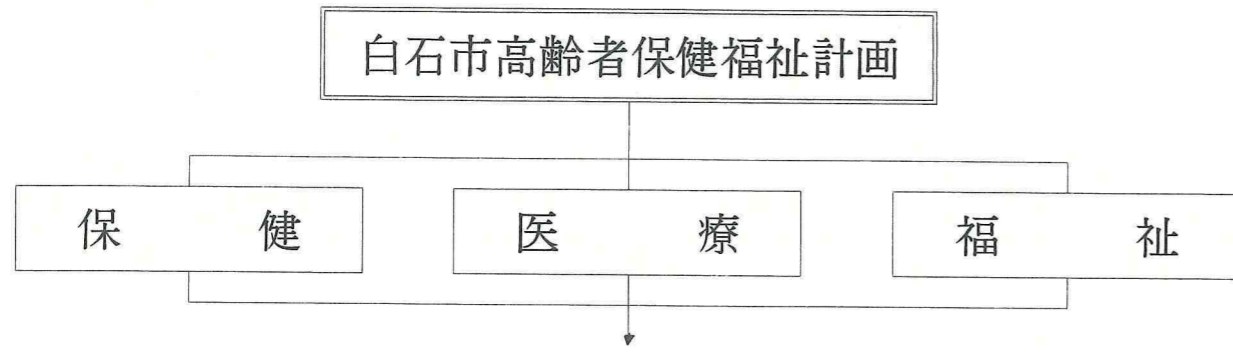 白石市高齢者保健福祉計画
保　健
医　療
福　祉